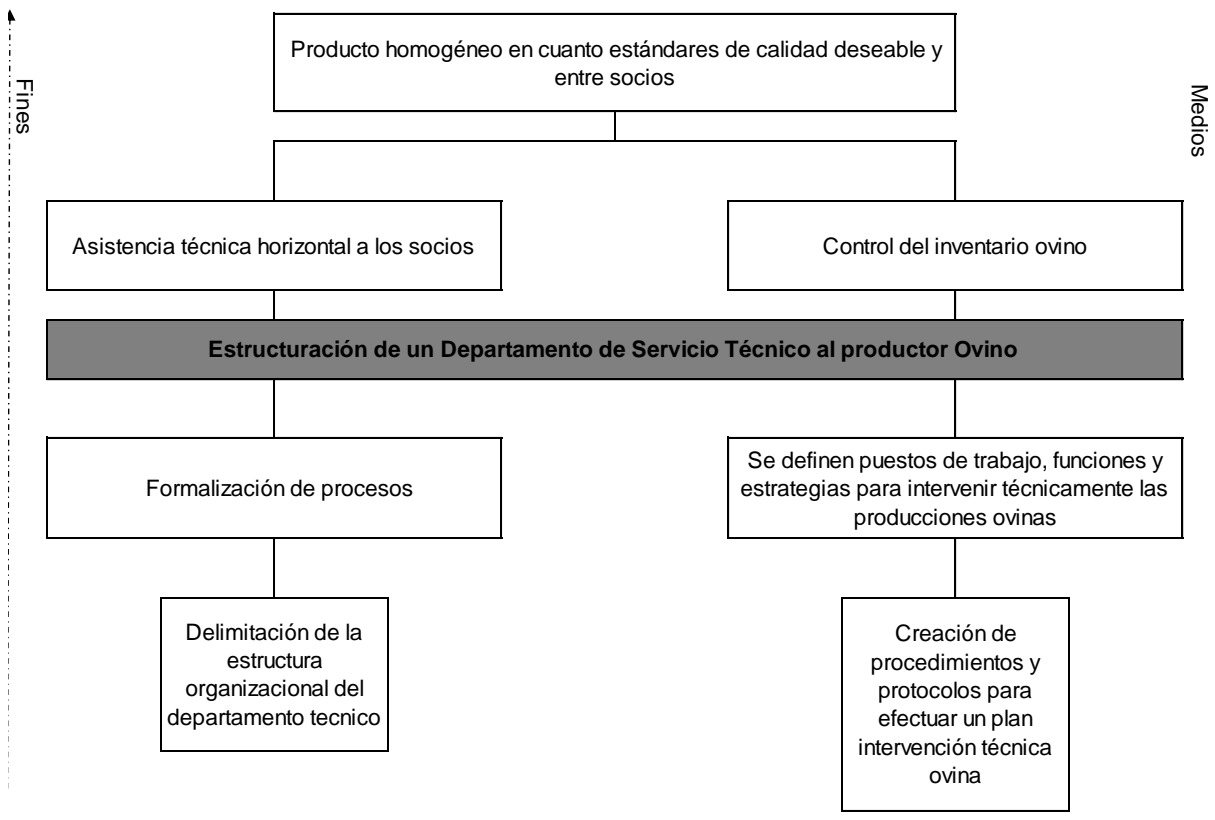 Producto homogéneo en cuanto estándares de calidad deseable y
entre socios
Fines
Medios
Asistencia técnica horizontal a los socios
Control del inventario ovino
Estructuración de un Departamento de Servicio Técnico al productor Ovino
Formalización de procesos
Se definen puestos de trabajo, funciones y
estrategias para intervenir técnicamente las
producciones ovinas
Delimitación de la
estructura
organizacional del
departamento tecnico
Creación de
procedimientos y
protocolos para
efectuar un plan
intervención técnica
ovina